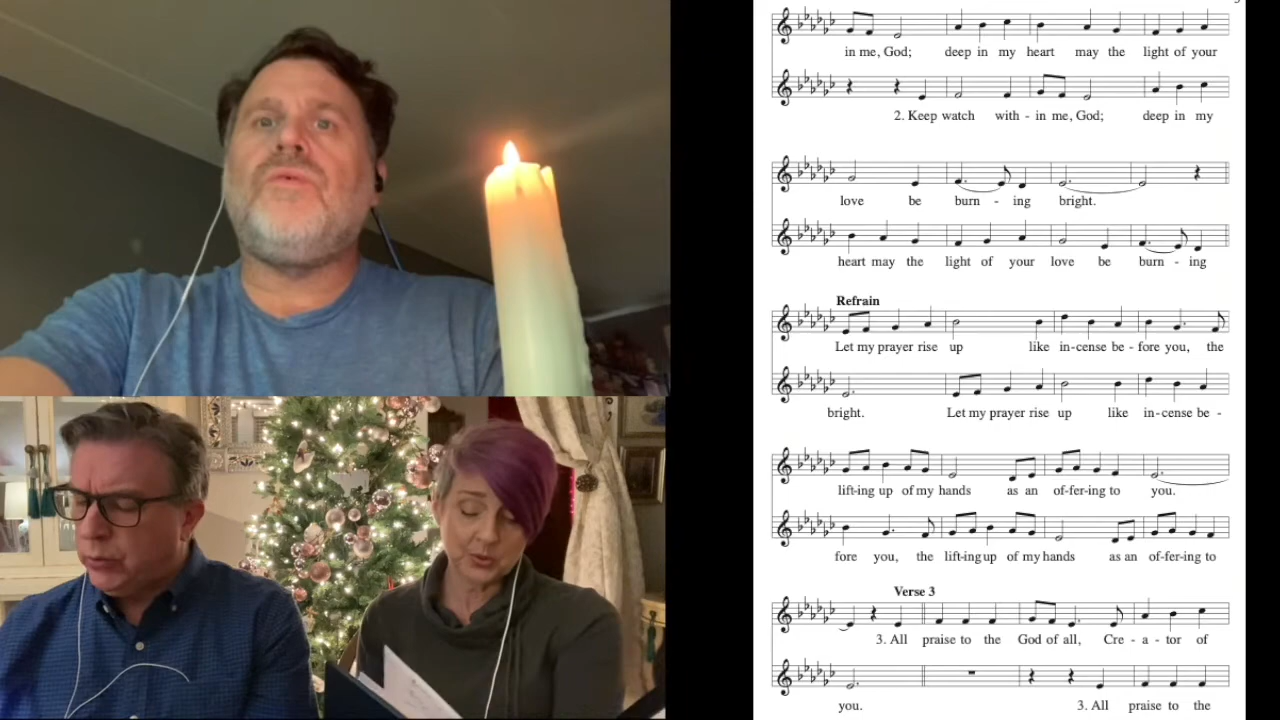 in me, God; deep in my heart may the light of your
2. Keep watch with - in me, God; deep in my
love be burn - ing bright.
heart may the light of your love be burn - ing
Refrain
Let my prayer rise up like in-cense be - fore you, the
bright. Let my prayer rise up like in-cense be -
lift-ing up of my hands as an of-fer-ing to you.
fore you, the lift-ing up of my hands as an of-fer-ing to
Verse 3
3. All praise to the God of all, Cre - a - tor of
you. 3. All praise to the